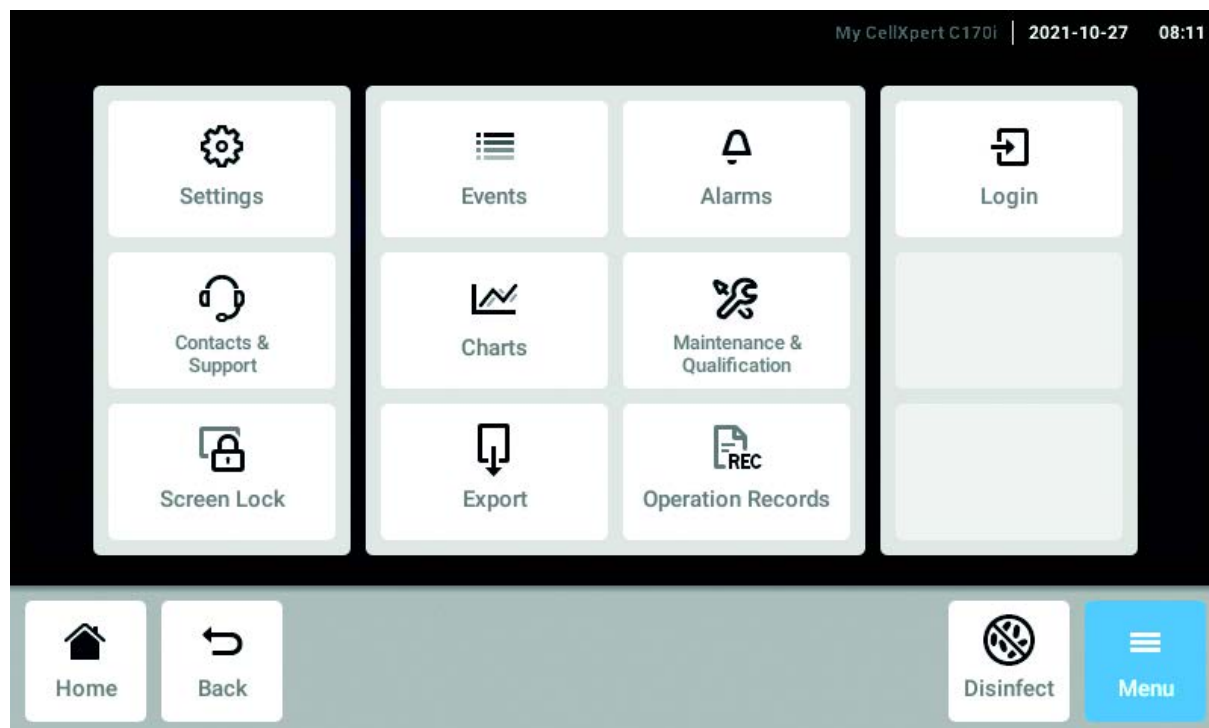 My CellXpert C170i | 2021-10-27 08:11
Settings
Events
Alarms
Login
Contacts &
Support
Charts
Maintenance &
Qualification
Screen Lock
Export
REC
Operation Records
Home
Back
Disinfect
Menu